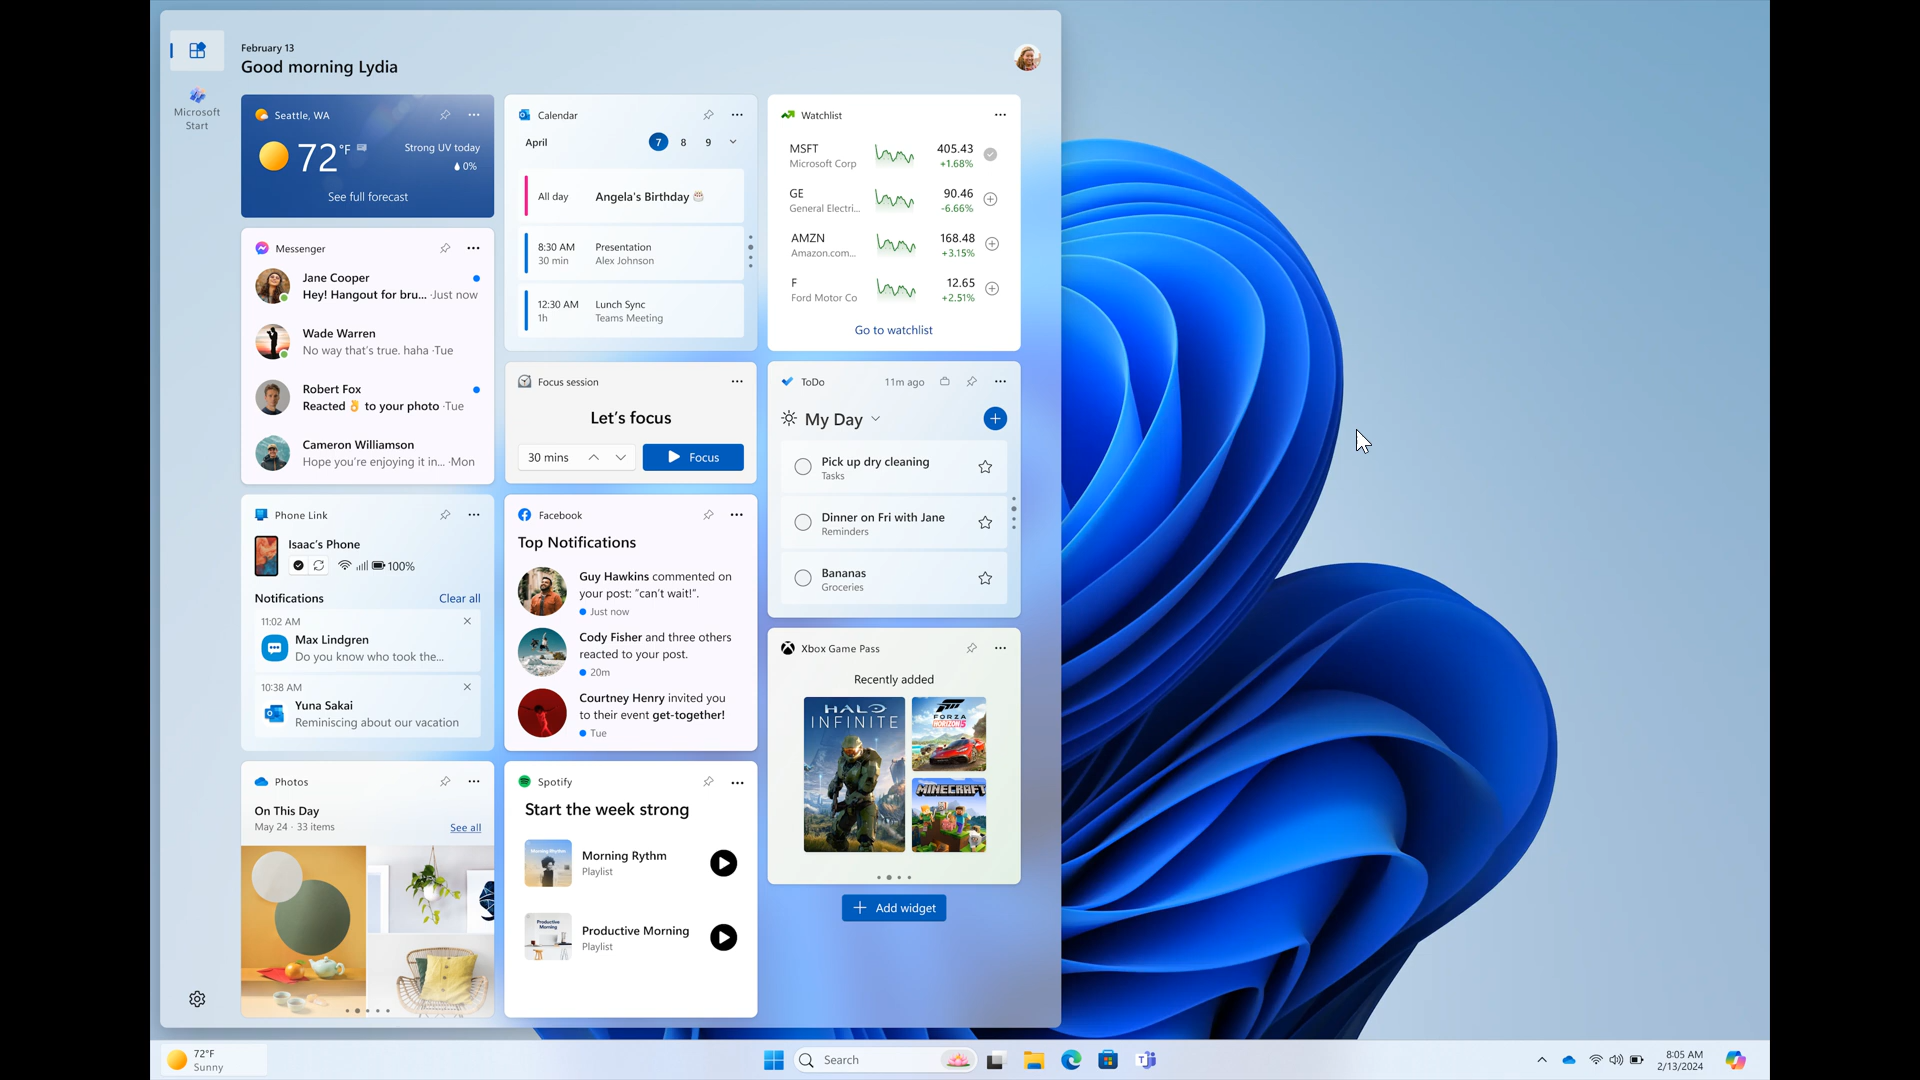 February 13
Good morning Lydia
Microsoft
Start
Seattle, WA
72°F
Strong UV today
0%
See full forecast
Messenger
Jane Cooper
Hey! Hangout for bru... ·Just now
Wade Warren
No way that's true. haha ·Tue
Robert Fox
Reacted 👌 to your photo ·Tue
Cameron Williamson
Hope you're enjoying it in... ·Mon
Phone Link
Isaac's Phone
100%
Notifications
Clear all
11:02 AM
Max Lindgren
Do you know who took the...
10:38 AM
Yuna Sakai
Reminiscing about our vacation
Photos
On This Day
May 24 · 33 items
See all
Calendar
April
7 8 9
All day
Angela's Birthday 🎂
8:30 AM
30 min
Presentation
Alex Johnson
12:30 AM
1h
Lunch Sync
Teams Meeting
Focus session
Let's focus
30 mins
Focus
Facebook
Top Notifications
Guy Hawkins commented on
your post: "can't wait!".
Just now
Cody Fisher and three others
reacted to your post.
20m
Courtney Henry invited you
to their event get-together!
Tue
Spotify
Start the week strong
Morning Rythm
Playlist
Productive
Morning
Productive Morning
Playlist
Watchlist
MSFT
Microsoft Corp
405.43
+1.68%
GE
General Electri...
90.46
-6.66%
AMZN
Amazon.com...
168.48
+3.15%
F
Ford Motor Co
12.65
+2.51%
Go to watchlist
ToDo
11m ago
My Day
Pick up dry cleaning
Tasks
Dinner on Fri with Jane
Reminders
Bananas
Groceries
Xbox Game Pass
Recently added
HALO
INFINITE
FORZA
HORIZON 5
MINECRAFT
Add widget
72°F
Sunny
Search
8:05 AM
2/13/2024